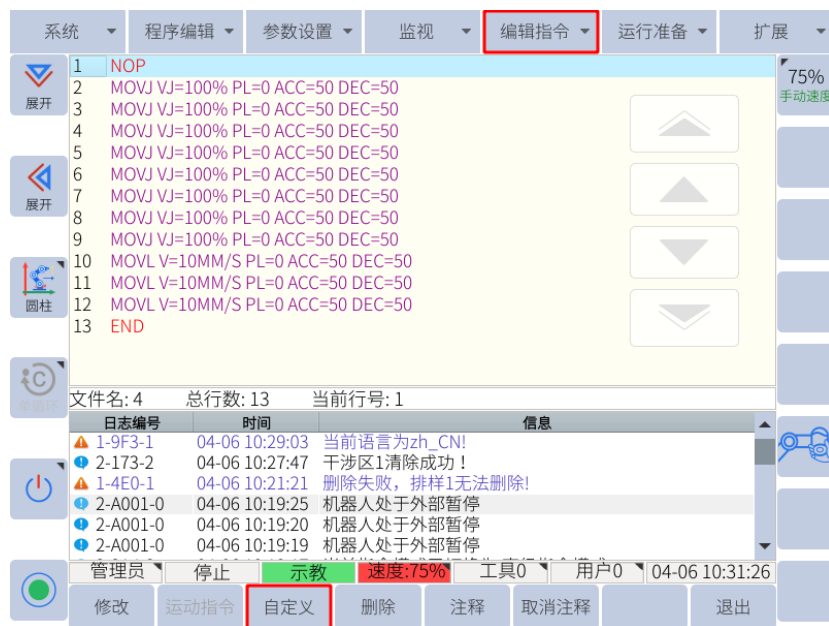 系统 程序编辑 参数设置 监视 编辑指令 运行准备 扩展
展开
展开
圆柱
单循环
1 NOP
2 MOVJ VJ=100% PL=0 ACC=50 DEC=50
3 MOVJ VJ=100% PL=0 ACC=50 DEC=50
4 MOVJ VJ=100% PL=0 ACC=50 DEC=50
5 MOVJ VJ=100% PL=0 ACC=50 DEC=50
6 MOVJ VJ=100% PL=0 ACC=50 DEC=50
7 MOVJ VJ=100% PL=0 ACC=50 DEC=50
8 MOVJ VJ=100% PL=0 ACC=50 DEC=50
9 MOVJ VJ=100% PL=0 ACC=50 DEC=50
10 MOVL V=10MM/S PL=0 ACC=50 DEC=50
11 MOVL V=10MM/S PL=0 ACC=50 DEC=50
12 MOVL V=10MM/S PL=0 ACC=50 DEC=50
13 END
75%
手动速度
文件名: 4 总行数: 13 当前行号: 1
日志编号 时间 信息
1-9F3-1 04-06 10:29:03 当前语言为zh_CN!
2-173-2 04-06 10:27:47 干涉区1清除成功！
1-4E0-1 04-06 10:21:21 删除失败，排样1无法删除!
2-A001-0 04-06 10:19:25 机器人处于外部暂停
2-A001-0 04-06 10:19:20 机器人处于外部暂停
2-A001-0 04-06 10:19:19 机器人处于外部暂停
管理员 停止 示教 速度:75% 工具0 用户0 04-06 10:31:26
修改 运动指令 自定义 删除 注释 取消注释 退出